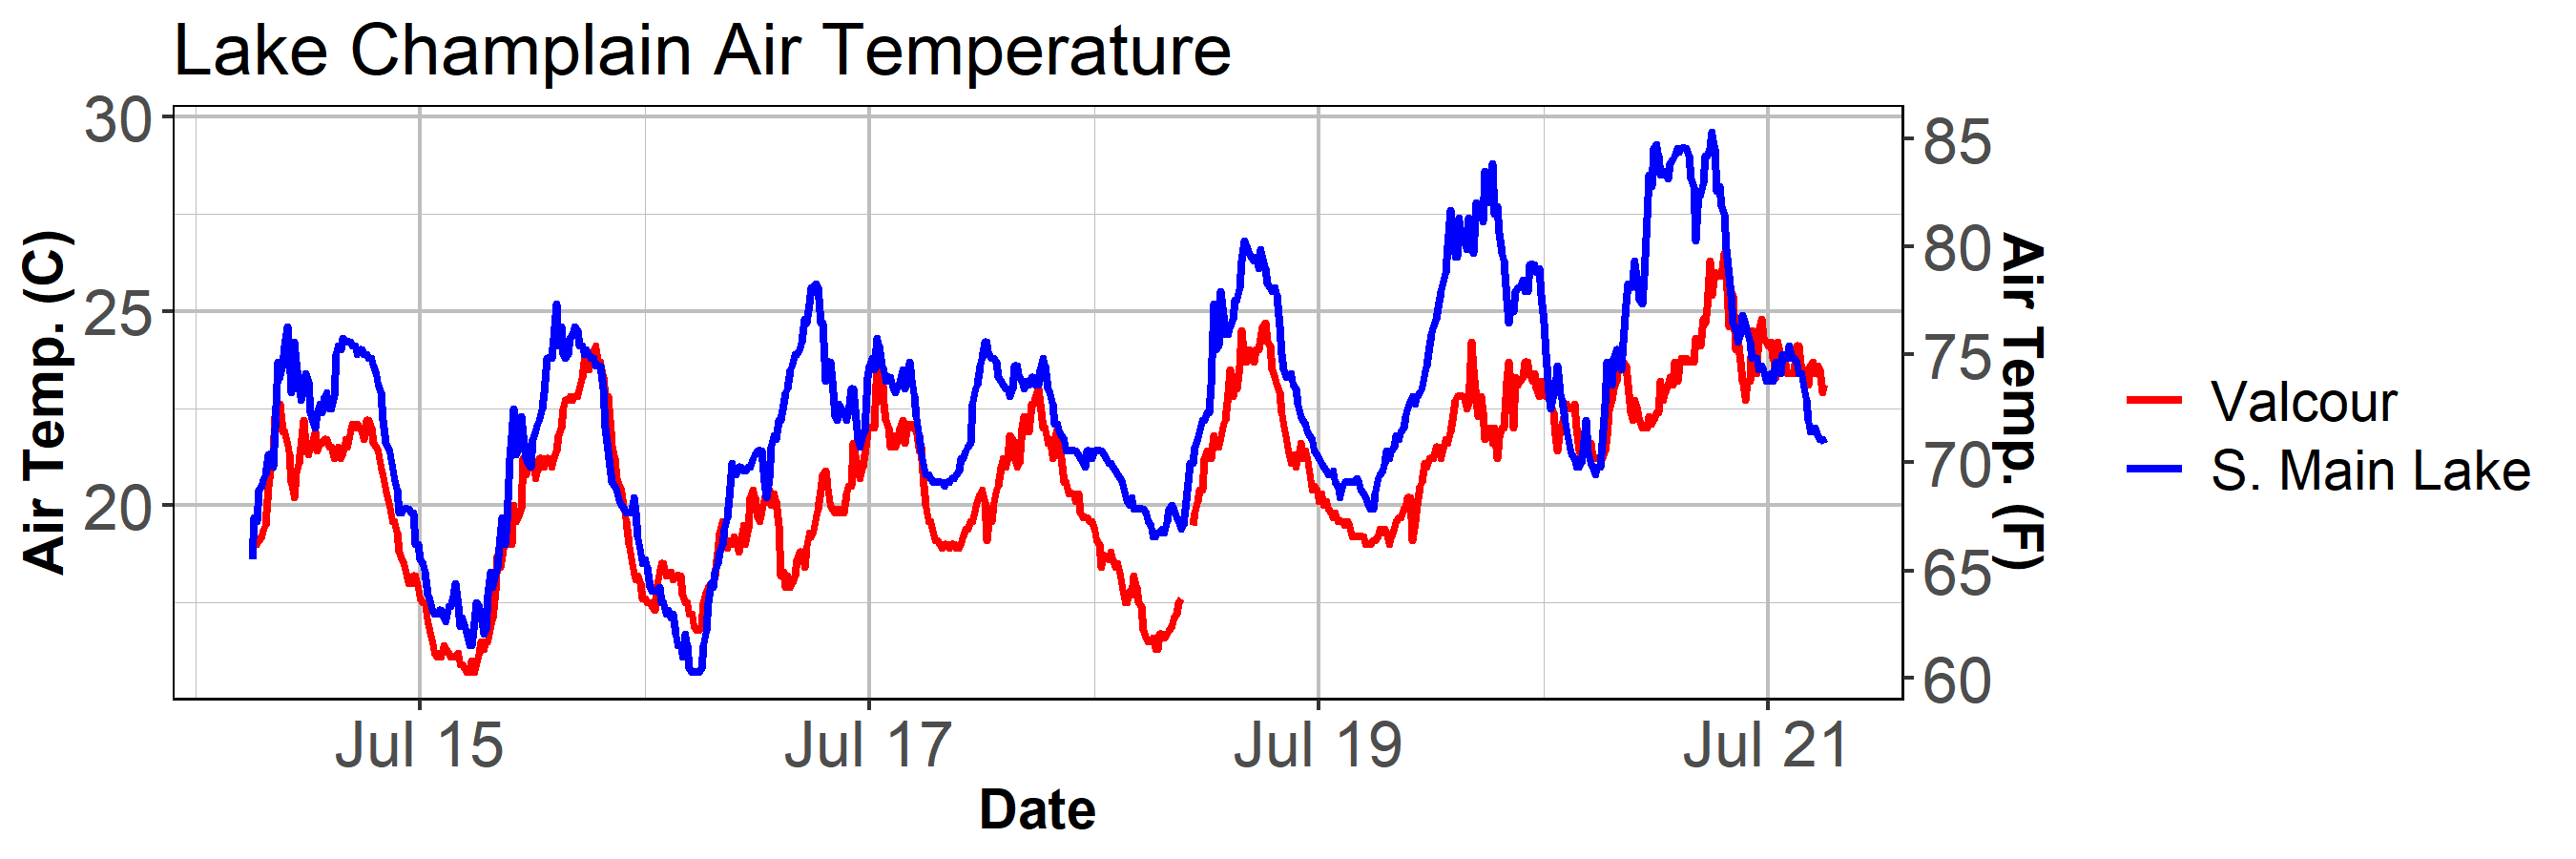 Lake Champlain Air Temperature
30
25
20
Air Temp. (C)
85
80
75
70
65
60
Air Temp. (F)
Jul 15
Jul 17
Jul 19
Jul 21
Date
Valcour
S. Main Lake